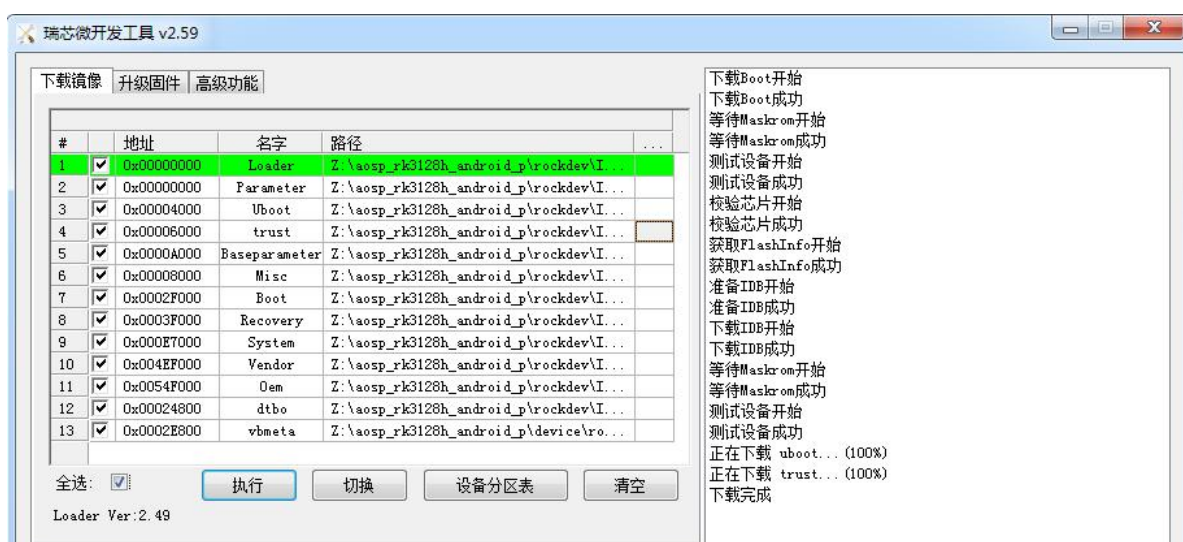 瑞芯微开发工具 v2.59
下载镜像 升级固件 高级功能
# 地址 名字 路径 ...
1 0x00000000 Loader Z:\aosp_rk3128h_android_p\rockdev\I...
2 0x00000000 Parameter Z:\aosp_rk3128h_android_p\rockdev\I...
3 0x00004000 Uboot Z:\aosp_rk3128h_android_p\rockdev\I...
4 0x00006000 trust Z:\aosp_rk3128h_android_p\rockdev\I...
5 0x0000A000 Baseparameter Z:\aosp_rk3128h_android_p\rockdev\I...
6 0x00008000 Misc Z:\aosp_rk3128h_android_p\rockdev\I...
7 0x0002F000 Boot Z:\aosp_rk3128h_android_p\rockdev\I...
8 0x0003F000 Recovery Z:\aosp_rk3128h_android_p\rockdev\I...
9 0x000E7000 System Z:\aosp_rk3128h_android_p\rockdev\I...
10 0x004EF000 Vendor Z:\aosp_rk3128h_android_p\rockdev\I...
11 0x0054F000 Oem Z:\aosp_rk3128h_android_p\rockdev\I...
12 0x00024800 dtbo Z:\aosp_rk3128h_android_p\rockdev\I...
13 0x0002E800 vbmeta Z:\aosp_rk3128h_android_p\device\ro...
全选: 执行 切换 设备分区表 清空
Loader Ver:2.49
下载Boot开始
下载Boot成功
等待Maskrom开始
等待Maskrom成功
测试设备开始
测试设备成功
校验芯片开始
校验芯片成功
获取FlashInfo开始
获取FlashInfo成功
准备IDB开始
准备IDB成功
下载IDB开始
下载IDB成功
等待Maskrom开始
等待Maskrom成功
测试设备开始
测试设备成功
正在下载 uboot...(100%)
正在下载 trust...(100%)
下载完成